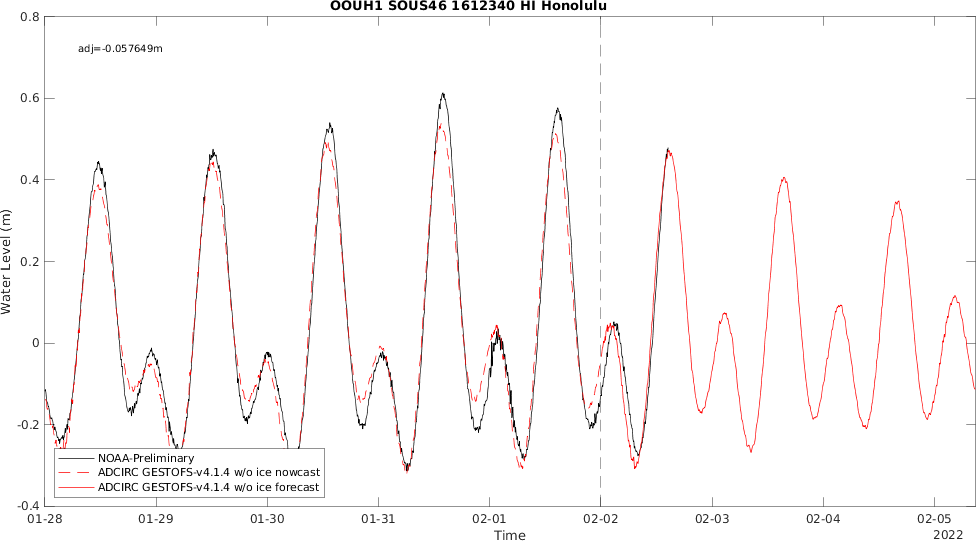 OOUH1 SOUS46 1612340 HI Honolulu
adj=-0.057649m
Water Level (m)
0.8
0.6
0.4
0.2
0
-0.2
-0.4
NOAA-Preliminary
ADCIRC GESTOFS-v4.1.4 w/o ice nowcast
ADCIRC GESTOFS-v4.1.4 w/o ice forecast
01-28 01-29 01-30 01-31 02-01 02-02 02-03 02-04 02-05
Time
2022